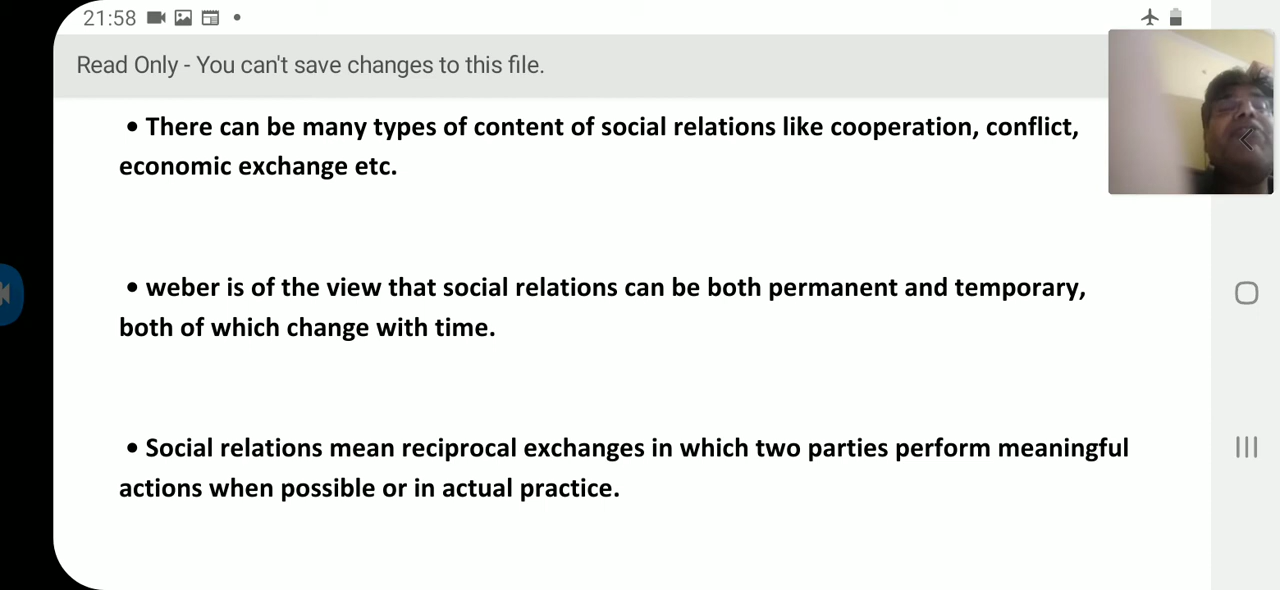 21:58
Read Only - You can't save changes to this file.
• There can be many types of content of social relations like cooperation, conflict,
economic exchange etc.
• weber is of the view that social relations can be both permanent and temporary,
both of which change with time.
• Social relations mean reciprocal exchanges in which two parties perform meaningful
actions when possible or in actual practice.